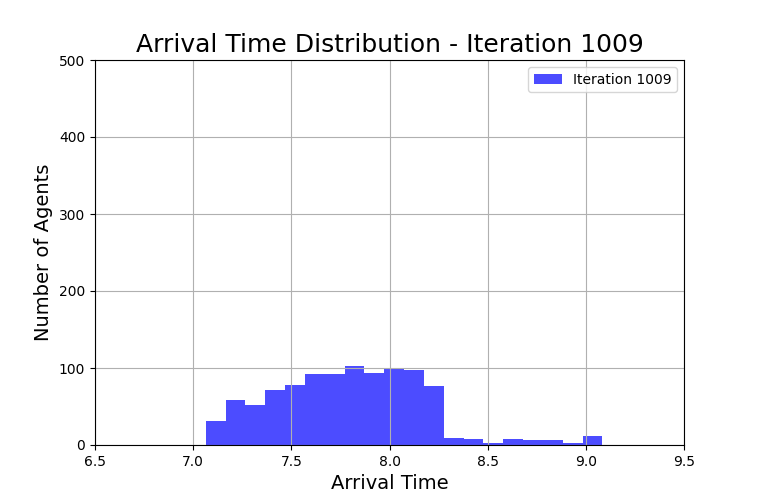 Arrival Time Distribution - Iteration 1009
Iteration 1009
Number of Agents
500
400
300
200
100
0
6.5 7.0 7.5 8.0 8.5 9.0 9.5
Arrival Time